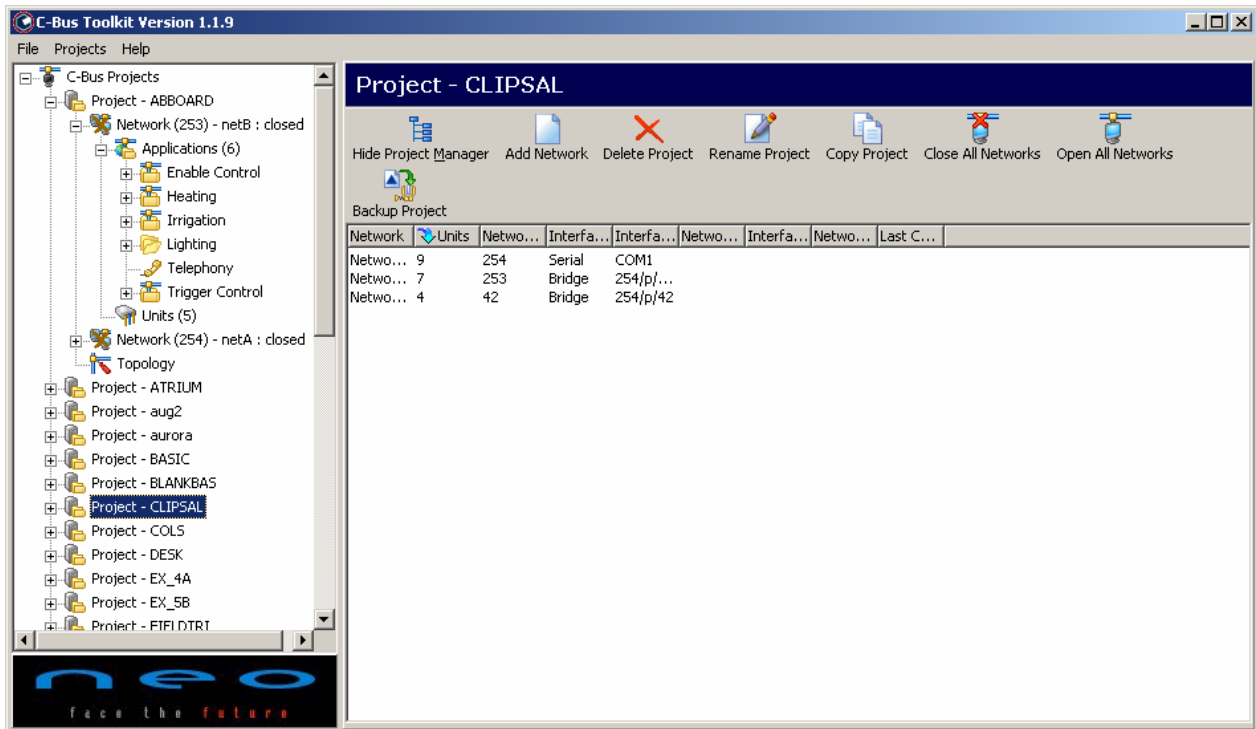 C-Bus Toolkit Version 1.1.9
File Projects Help
C-Bus Projects
Project - ABBOARD
Network (253) - netB : closed
Applications (6)
Enable Control
Heating
Irrigation
Lighting
Telephony
Trigger Control
Units (5)
Network (254) - netA : closed
Topology
Project - ATRIUM
Project - aug2
Project - aurora
Project - BASIC
Project - BLANKBAS
Project - CLIPSAL
Project - COLS
Project - DESK
Project - EX_4A
Project - EX_5B
Project - FIELDTRI
neo
face the future
Project - CLIPSAL
Hide Project Manager Add Network Delete Project Rename Project Copy Project Close All Networks Open All Networks
Backup Project
Network Units Netwo... Interfa... Interfa... Netwo... Interfa... Netwo... Last C...
Netwo... 9 254 Serial COM1
Netwo... 7 253 Bridge 254/p/...
Netwo... 4 42 Bridge 254/p/42